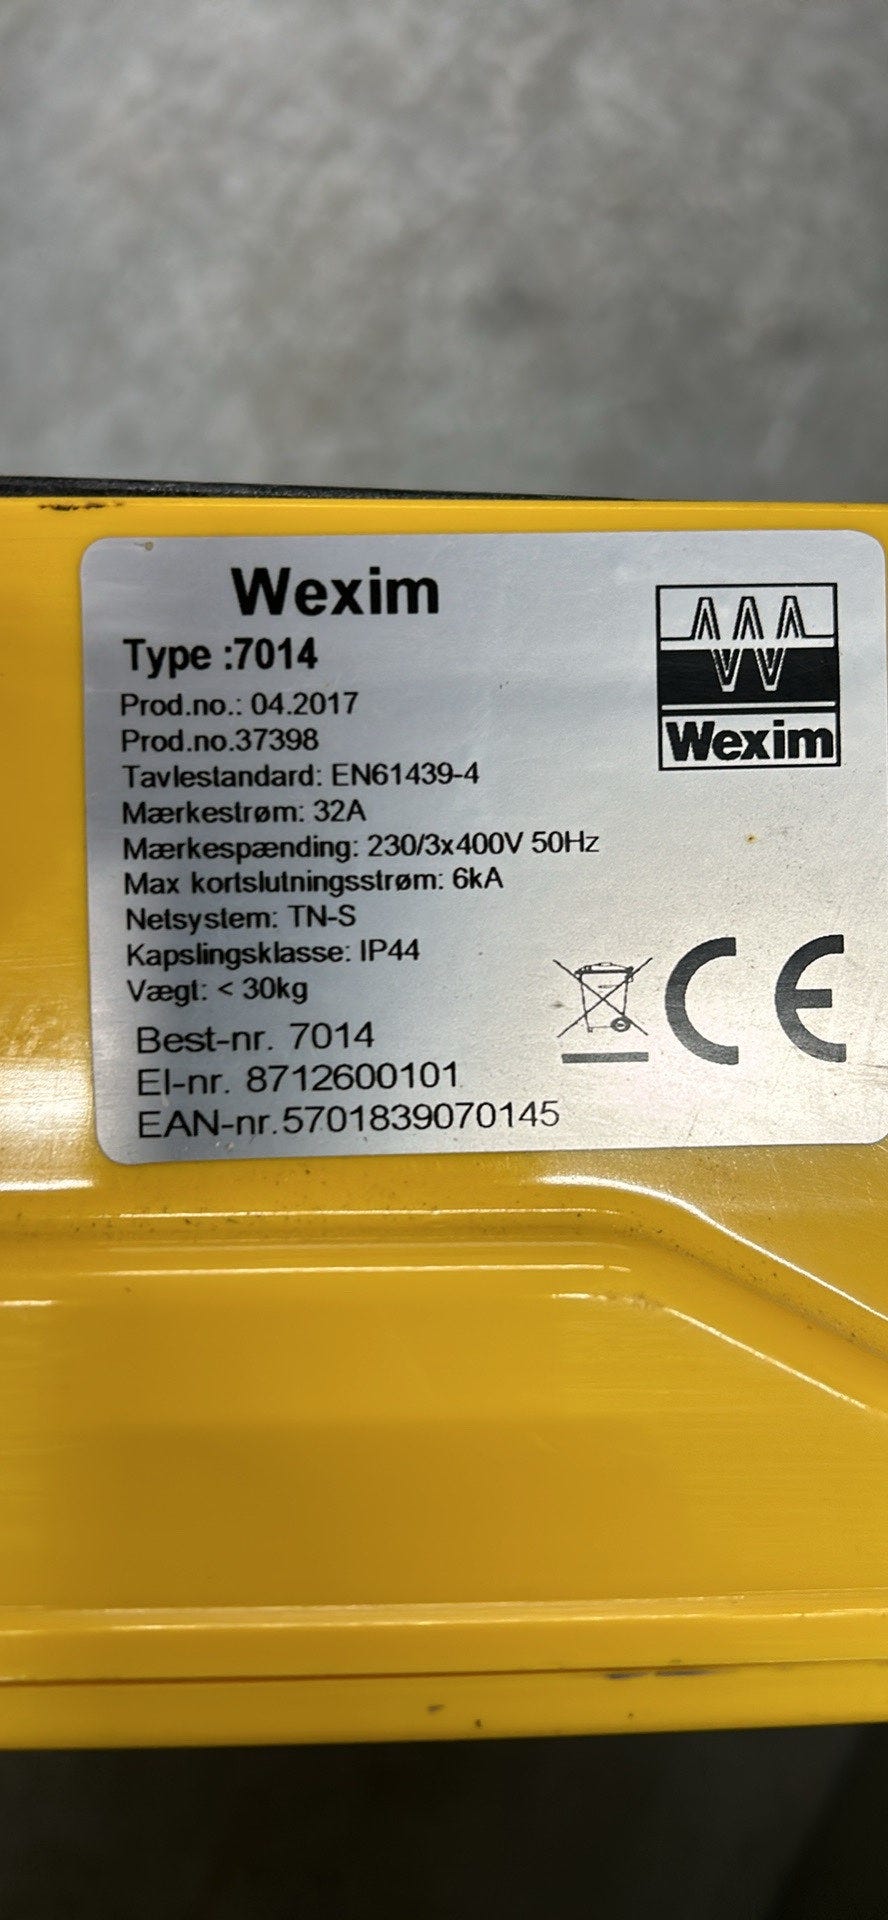 Wexim
Type :7014
Prod.no.: 04.2017
Prod.no.37398
Tavlestandard: EN61439-4
Mærkestrøm: 32A
Mærkespænding: 230/3x400V 50Hz
Max kortslutningsstrøm: 6kA
Netsystem: TN-S
Kapslingsklasse: IP44
Vægt: < 30kg
Best-nr. 7014
El-nr. 8712600101
EAN-nr.5701839070145
Wexim
CE